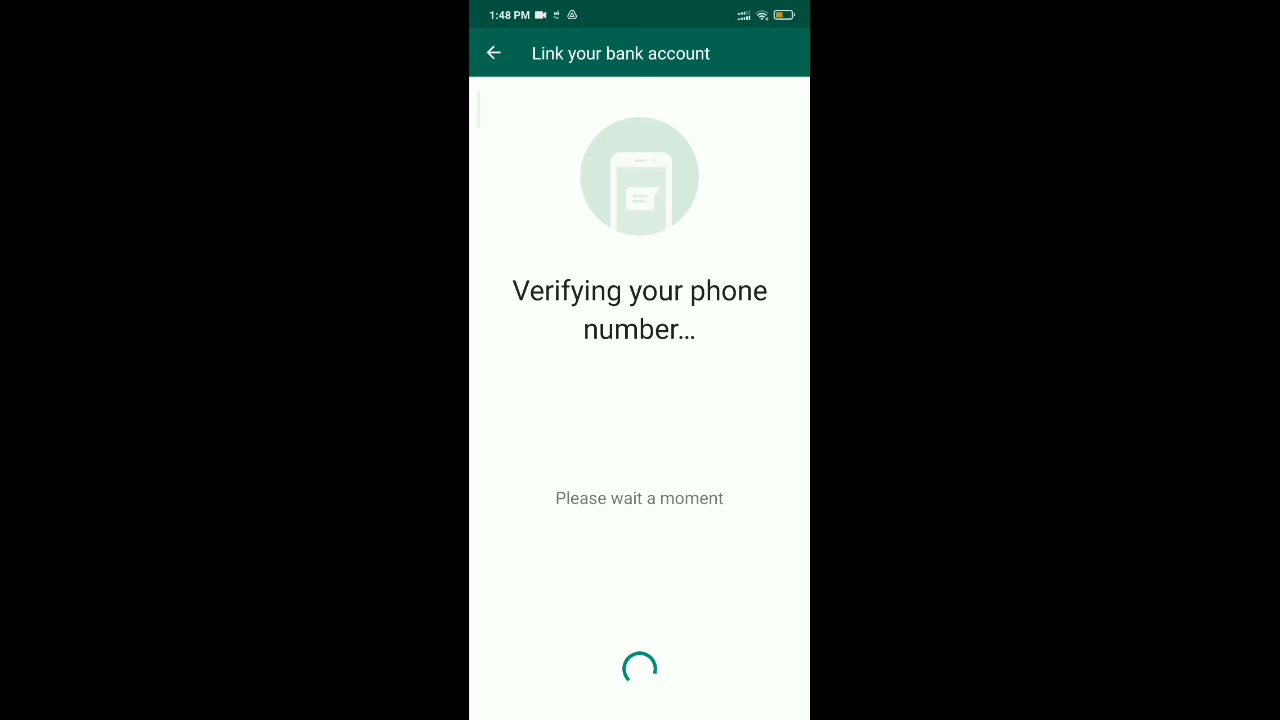 1:48 PM
Link your bank account
Verifying your phone
number...
Please wait a moment